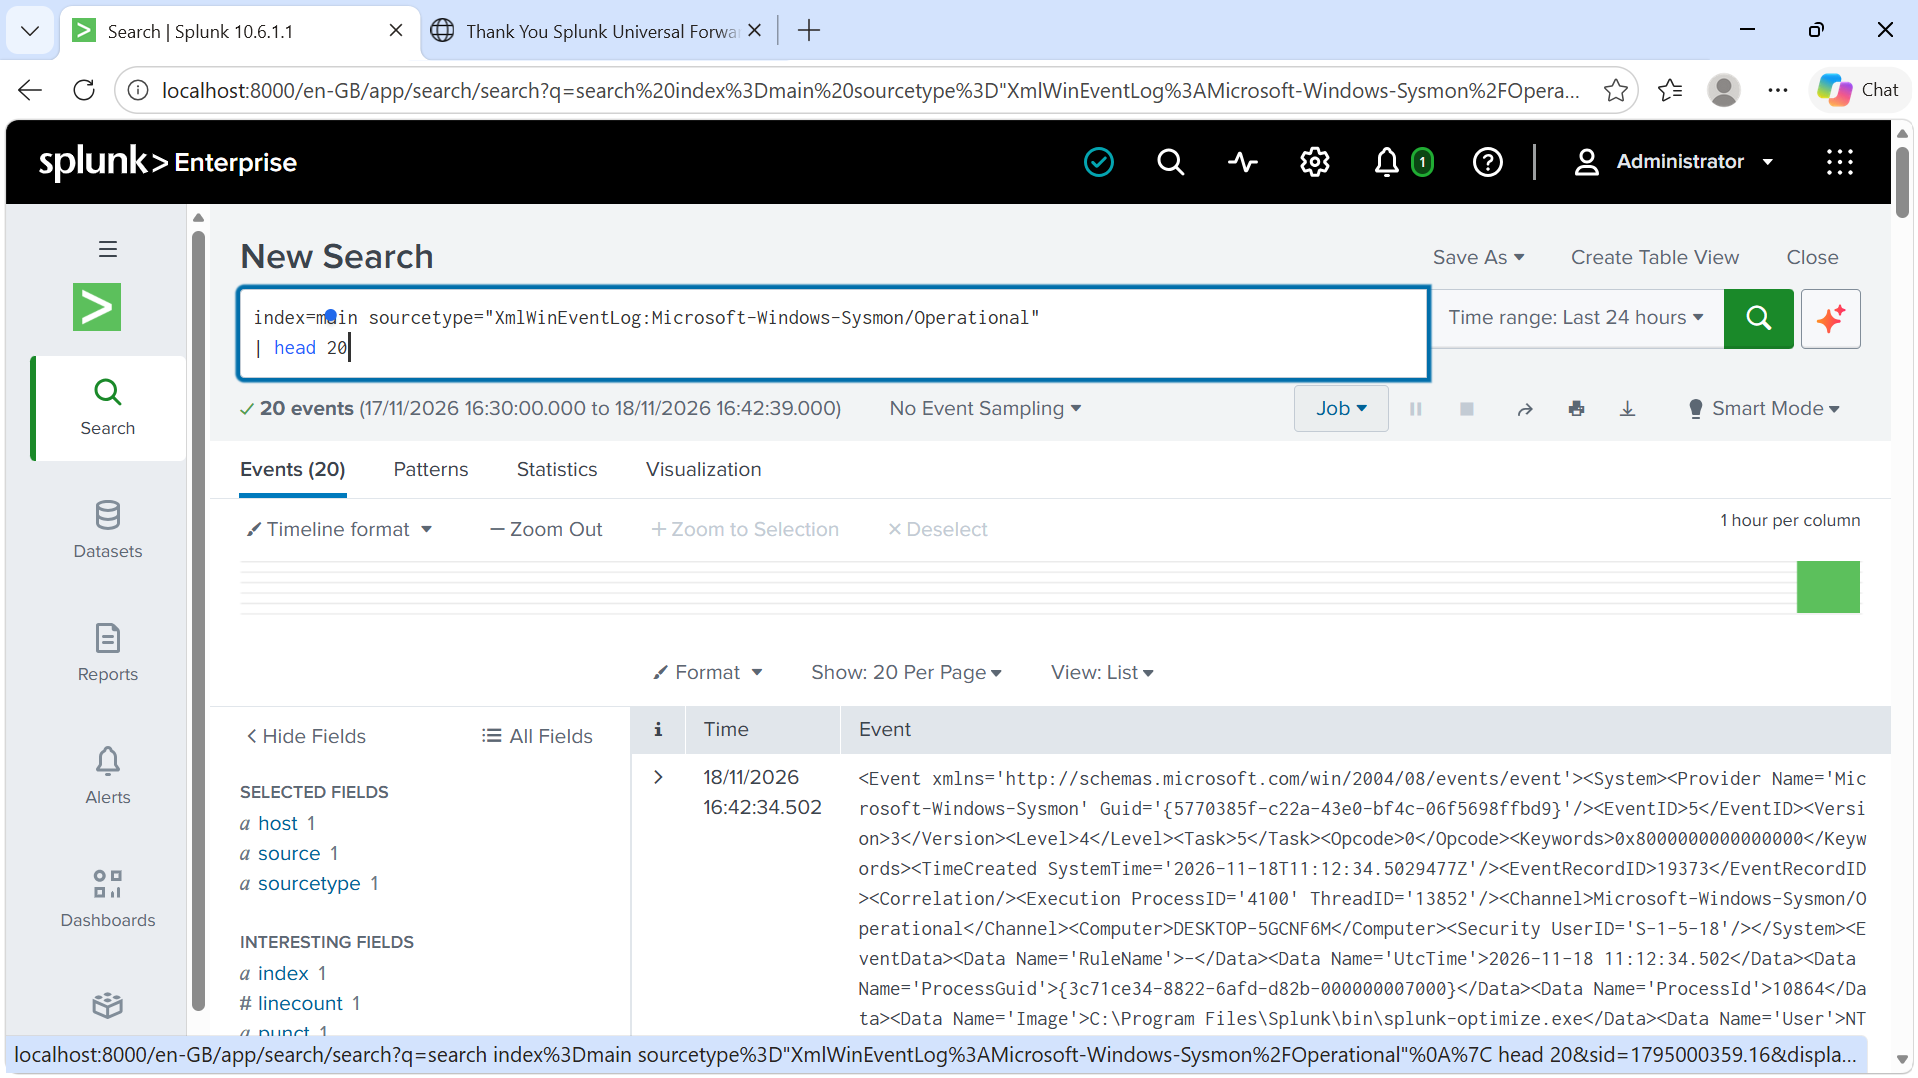 Search | Splunk 10.6.1.1
Thank You Splunk Universal Forwa
localhost:8000/en-GB/app/search/search?q=search%20index%3Dmain%20sourcetype%3D"XmlWinEventLog%3AMicrosoft-Windows-Sysmon%2FOpera...
Chat
splunk>Enterprise
1
Administrator
New Search
Save As
Create Table View
Close
index=main sourcetype="XmlWinEventLog:Microsoft-Windows-Sysmon/Operational"
| head 20
Time range: Last 24 hours
20 events (17/11/2026 16:30:00.000 to 18/11/2026 16:42:39.000)
No Event Sampling
Job
Smart Mode
Search
Datasets
Reports
Alerts
Dashboards
Events (20)
Patterns
Statistics
Visualization
Timeline format
Zoom Out
Zoom to Selection
Deselect
1 hour per column
Format
Show: 20 Per Page
View: List
Hide Fields
All Fields
SELECTED FIELDS
a host 1
a source 1
a sourcetype 1
INTERESTING FIELDS
a index 1
# linecount 1
a punct 1
i
Time
Event
18/11/2026
16:42:34.502
<Event xmlns='http://schemas.microsoft.com/win/2004/08/events/event'><System><Provider Name='Mic
rosoft-Windows-Sysmon' Guid='{5770385f-c22a-43e0-bf4c-06f5698ffbd9}'/><EventID>5</EventID><Versi
on>3</Version><Level>4</Level><Task>5</Task><Opcode>0</Opcode><Keywords>0x8000000000000000</Keyw
ords><TimeCreated SystemTime='2026-11-18T11:12:34.5029477Z'/><EventRecordID>19373</EventRecordID
><Correlation/><Execution ProcessID='4100' ThreadID='13852'/><Channel>Microsoft-Windows-Sysmon/O
perational</Channel><Computer>DESKTOP-5GCNF6M</Computer><Security UserID='S-1-5-18'/></System><E
ventData><Data Name='RuleName'>-</Data><Data Name='UtcTime'>2026-11-18 11:12:34.502</Data><Data
Name='ProcessGuid'>{3c71ce34-8822-6afd-d82b-000000007000}</Data><Data Name='ProcessId'>10864</Da
ta><Data Name='Image'>C:\Program Files\Splunk\bin\splunk-optimize.exe</Data><Data Name='User'>NT
localhost:8000/en-GB/app/search/search?q=search index%3Dmain sourcetype%3D"XmlWinEventLog%3AMicrosoft-Windows-Sysmon%2FOperational"%0A%7C head 20&sid=1795000359.16&displa...